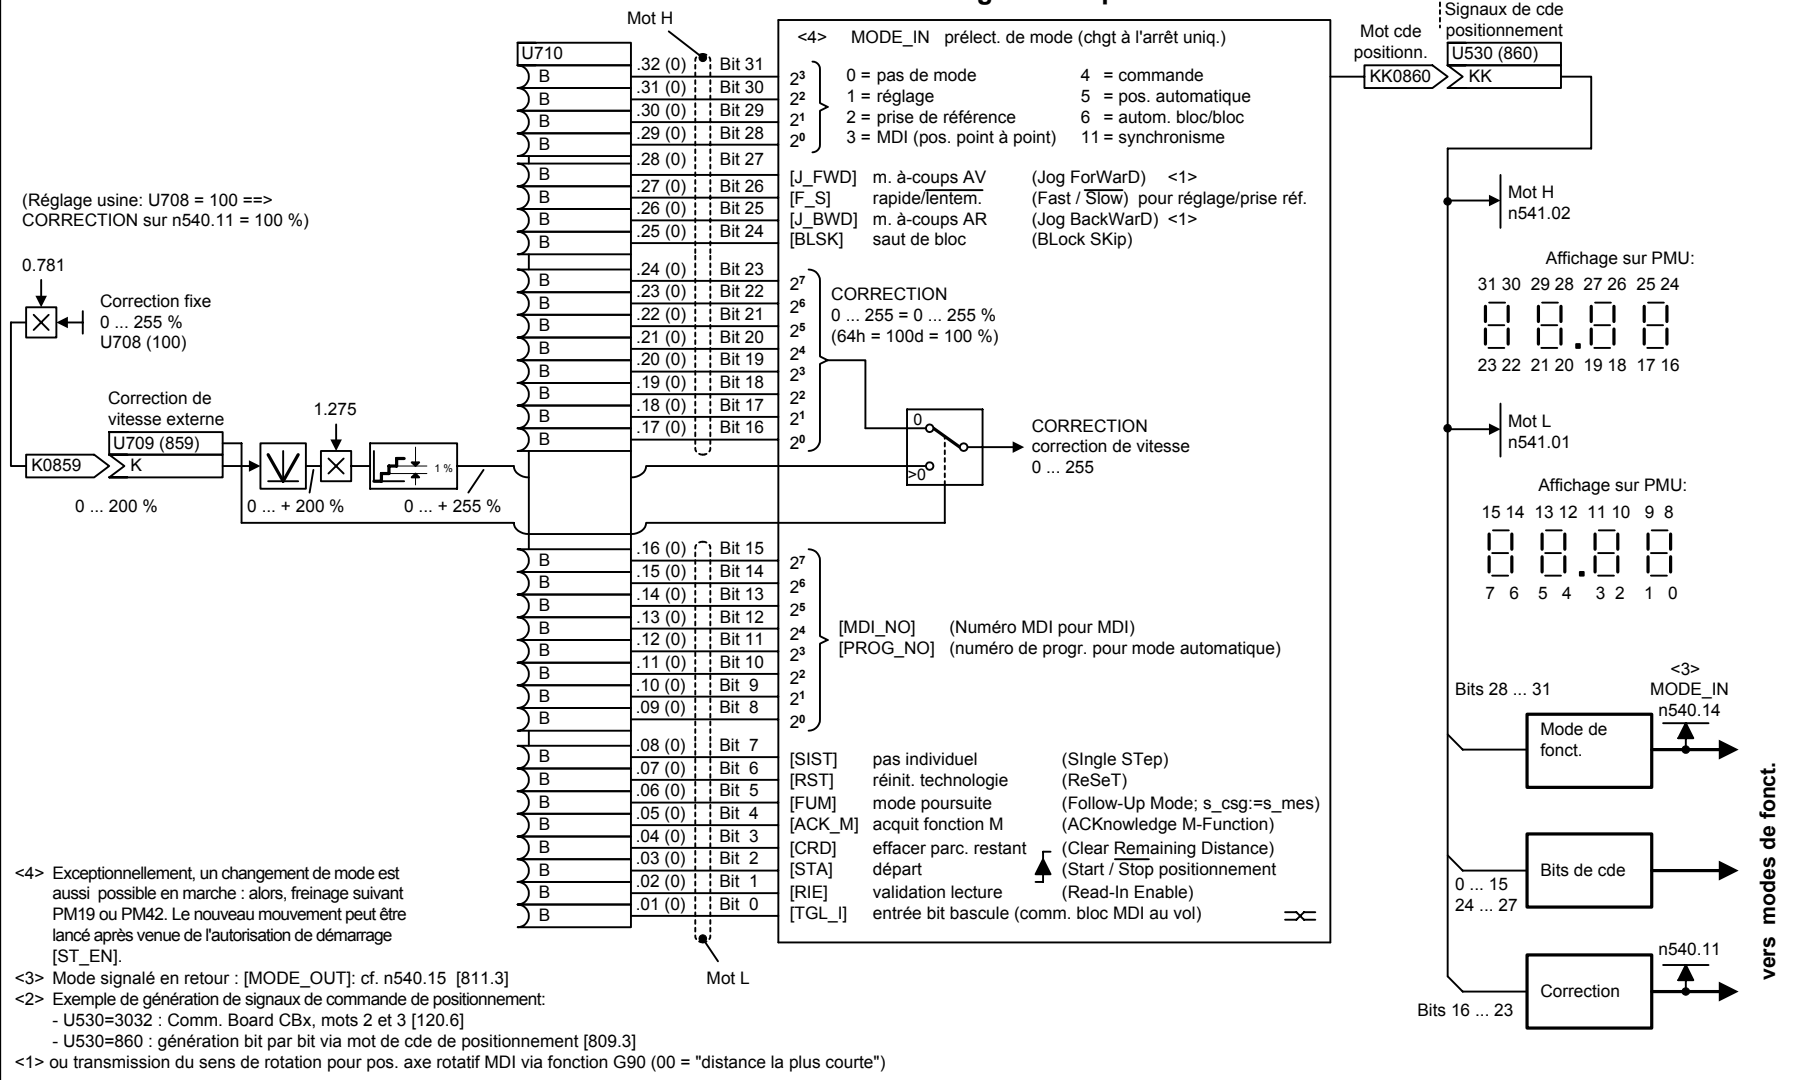 Signaux de cde
positionnement
Mot H
Mot cde
positionn.
U710
U530 (860)
KK0860
KK
<4> MODE_IN prélect. de mode (chgt à l'arrêt uniq.)
B .32 (0) Bit 31 2³
B .31 (0) Bit 30 2²
B .30 (0) Bit 29 2¹
B .29 (0) Bit 28 2⁰
0 = pas de mode 4 = commande
1 = réglage 5 = pos. automatique
2 = prise de référence 6 = autom. bloc/bloc
3 = MDI (pos. point à point) 11 = synchronisme
B .28 (0) Bit 27 [J_FWD] m. à-coups AV (Jog ForWarD) <1>
B .27 (0) Bit 26 [F_S] rapide/lentem. (Fast / Slow) pour réglage/prise réf.
B .26 (0) Bit 25 [J_BWD] m. à-coups AR (Jog BackWarD) <1>
B .25 (0) Bit 24 [BLSK] saut de bloc (BLock SKip)
B .24 (0) Bit 23 2⁷
B .23 (0) Bit 22 2⁶
B .22 (0) Bit 21 2⁵
B .21 (0) Bit 20 2⁴
B .20 (0) Bit 19 2³
B .19 (0) Bit 18 2²
B .18 (0) Bit 17 2¹
B .17 (0) Bit 16 2⁰
CORRECTION
0 ... 255 = 0 ... 255 %
(64h = 100d = 100 %)
0
>0
CORRECTION
correction de vitesse
0 ... 255
(Réglage usine: U708 = 100 ==>
CORRECTION sur n540.11 = 100 %)
0.781
Correction fixe
0 ... 255 %
U708 (100)
Correction de
vitesse externe
U709 (859)
K0859
K
1.275
1 %
0 ... 200 %
0 ... + 200 %
0 ... + 255 %
B .16 (0) Bit 15 2⁷
B .15 (0) Bit 14 2⁶
B .14 (0) Bit 13 2⁵
B .13 (0) Bit 12 2⁴
B .12 (0) Bit 11 2³
B .11 (0) Bit 10 2²
B .10 (0) Bit 9 2¹
B .09 (0) Bit 8 2⁰
[MDI_NO] (Numéro MDI pour MDI)
[PROG_NO] (numéro de progr. pour mode automatique)
B .08 (0) Bit 7 [SIST] pas individuel (SIngle STep)
B .07 (0) Bit 6 [RST] réinit. technologie (ReSeT)
B .06 (0) Bit 5 [FUM] mode poursuite (Follow-Up Mode; s_csg:=s_mes)
B .05 (0) Bit 4 [ACK_M] acquit fonction M (ACKnowledge M-Function)
B .04 (0) Bit 3 [CRD] effacer parc. restant (Clear Remaining Distance)
B .03 (0) Bit 2 [STA] départ (Start / Stop positionnement
B .02 (0) Bit 1 [RIE] validation lecture (Read-In Enable)
B .01 (0) Bit 0 [TGL_I] entrée bit bascule (comm. bloc MDI au vol)
Mot L
Mot H
n541.02
Affichage sur PMU:
31 30 29 28 27 26 25 24
23 22 21 20 19 18 17 16
Mot L
n541.01
Affichage sur PMU:
15 14 13 12 11 10 9 8
7 6 5 4 3 2 1 0
Bits 28 ... 31
<3>
MODE_IN
n540.14
Mode de
fonct.
0 ... 15
24 ... 27
Bits de cde
n540.11
Correction
Bits 16 ... 23
vers modes de fonct.
<4> Exceptionnellement, un changement de mode est
aussi possible en marche : alors, freinage suivant
PM19 ou PM42. Le nouveau mouvement peut être
lancé après venue de l'autorisation de démarrage
[ST_EN].
<3> Mode signalé en retour : [MODE_OUT]: cf. n540.15 [811.3]
<2> Exemple de génération de signaux de commande de positionnement:
- U530=3032 : Comm. Board CBx, mots 2 et 3 [120.6]
- U530=860 : génération bit par bit via mot de cde de positionnement [809.3]
<1> ou transmission du sens de rotation pour pos. axe rotatif MDI via fonction G90 (00 = "distance la plus courte")